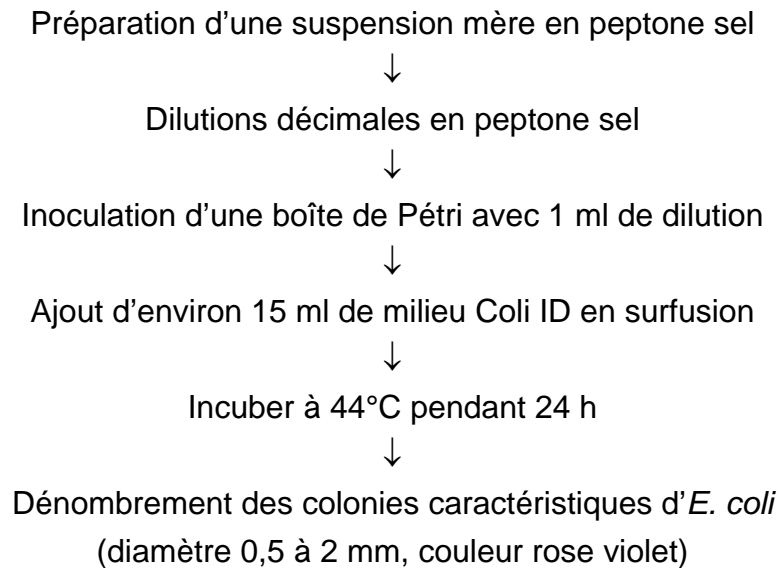 Préparation d’une suspension mère en peptone sel
↓
Dilutions décimales en peptone sel
↓
Inoculation d’une boîte de Pétri avec 1 ml de dilution
↓
Ajout d’environ 15 ml de milieu Coli ID en surfusion
↓
Incuber à 44°C pendant 24 h
↓
Dénombrement des colonies caractéristiques d’E. coli
(diamètre 0,5 à 2 mm, couleur rose violet)